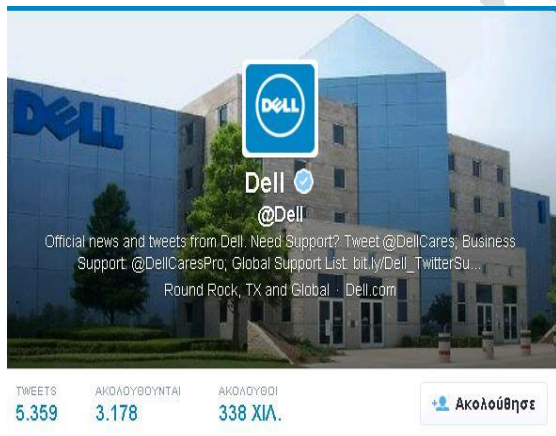 DELL
DELL
Dell
@Dell
Official news and tweets from Dell. Need Support? Tweet @DellCares; Business
Support: @DellCaresPro; Global Support List: bit.ly/Dell_TwitterSu...
Round Rock, TX and Global · Dell.com
TWEETS ΑΚΟΛΟΥΘΟΥΝΤΑΙ ΑΚΟΛΟΥΘΟΙ
5.359 3.178 338 ΧΙΛ. Ακολούθησε